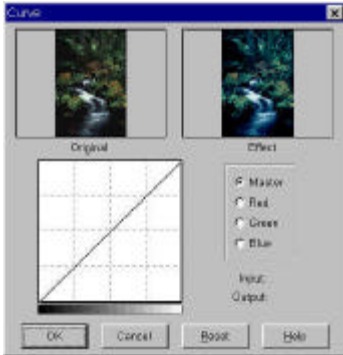 Curve
Original
Effect
Master
Red
Green
Blue
Input:
Output:
OK
Cancel
Reset
Help